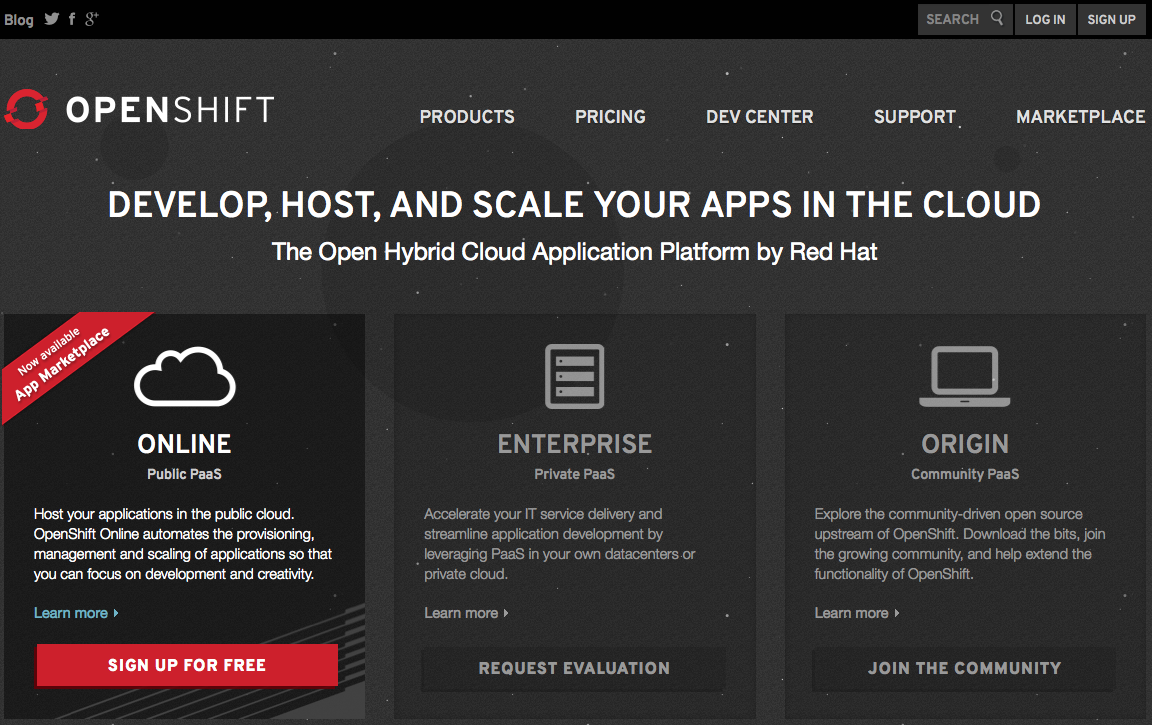 Blog
SEARCH
LOG IN
SIGN UP
OPENSHIFT
PRODUCTS
PRICING
DEV CENTER
SUPPORT
MARKETPLACE
DEVELOP, HOST, AND SCALE YOUR APPS IN THE CLOUD
The Open Hybrid Cloud Application Platform by Red Hat
Now available
App Marketplace
ONLINE
Public PaaS
Host your applications in the public cloud.
OpenShift Online automates the provisioning,
management and scaling of applications so that
you can focus on development and creativity.
Learn more
SIGN UP FOR FREE
ENTERPRISE
Private PaaS
Accelerate your IT service delivery and
streamline application development by
leveraging PaaS in your own datacenters or
private cloud.
Learn more
REQUEST EVALUATION
ORIGIN
Community PaaS
Explore the community-driven open source
upstream of OpenShift. Download the bits, join
the growing community, and help extend the
functionality of OpenShift.
Learn more
JOIN THE COMMUNITY